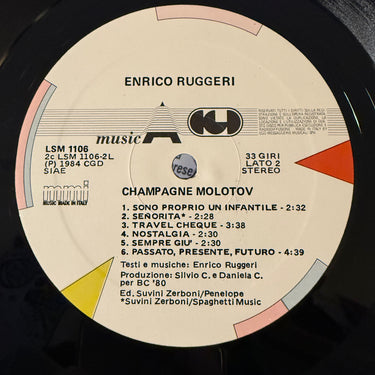 ENRICO RUGGERI
musicA
LSM 1106
2c LSM 1106-2L
(P) 1984 CGD
SIAE
MUSIC MADE IN ITALY
33 GIRI
LATO 2
STEREO
CHAMPAGNE MOLOTOV
1. SONO PROPRIO UN INFANTILE - 2:32
2. SEÑORITA* - 2:28
3. TRAVEL CHEQUE - 3:38
4. NOSTALGIA - 2:30
5. SEMPRE GIU' - 2:30
6. PASSATO, PRESENTE, FUTURO - 4:39
Testi e musiche: Enrico Ruggeri
Produzione: Silvio C. e Daniela C.
per BC '80
Ed. Suvini Zerboni/Penelope
*Suvini Zerboni/Spaghetti Music